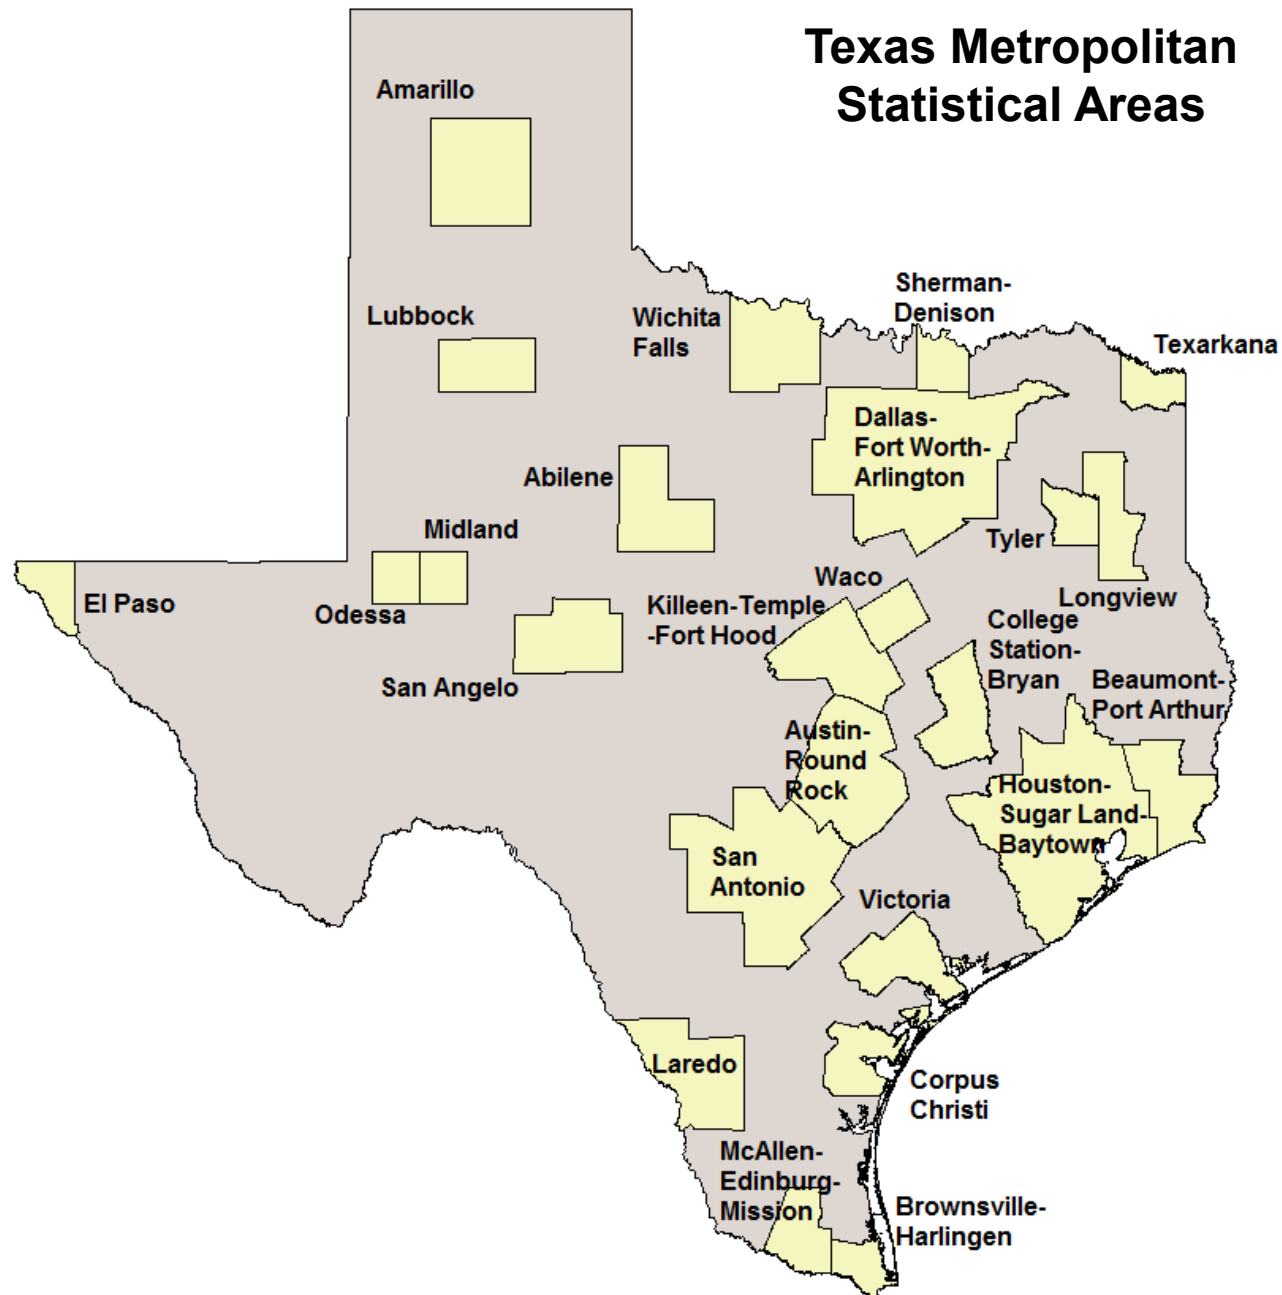 Texas Metropolitan
Statistical Areas
Amarillo
Lubbock
Wichita
Falls
Sherman-
Denison
Texarkana
Dallas-
Fort Worth-
Arlington
Abilene
Midland
Odessa
El Paso
Tyler
Longview
Waco
Killeen-Temple
-Fort Hood
San Angelo
College
Station-
Bryan
Beaumont-
Port Arthur
Austin-
Round
Rock
Houston-
Sugar Land-
Baytown
San
Antonio
Victoria
Laredo
Corpus
Christi
McAllen-
Edinburg-
Mission
Brownsville-
Harlingen